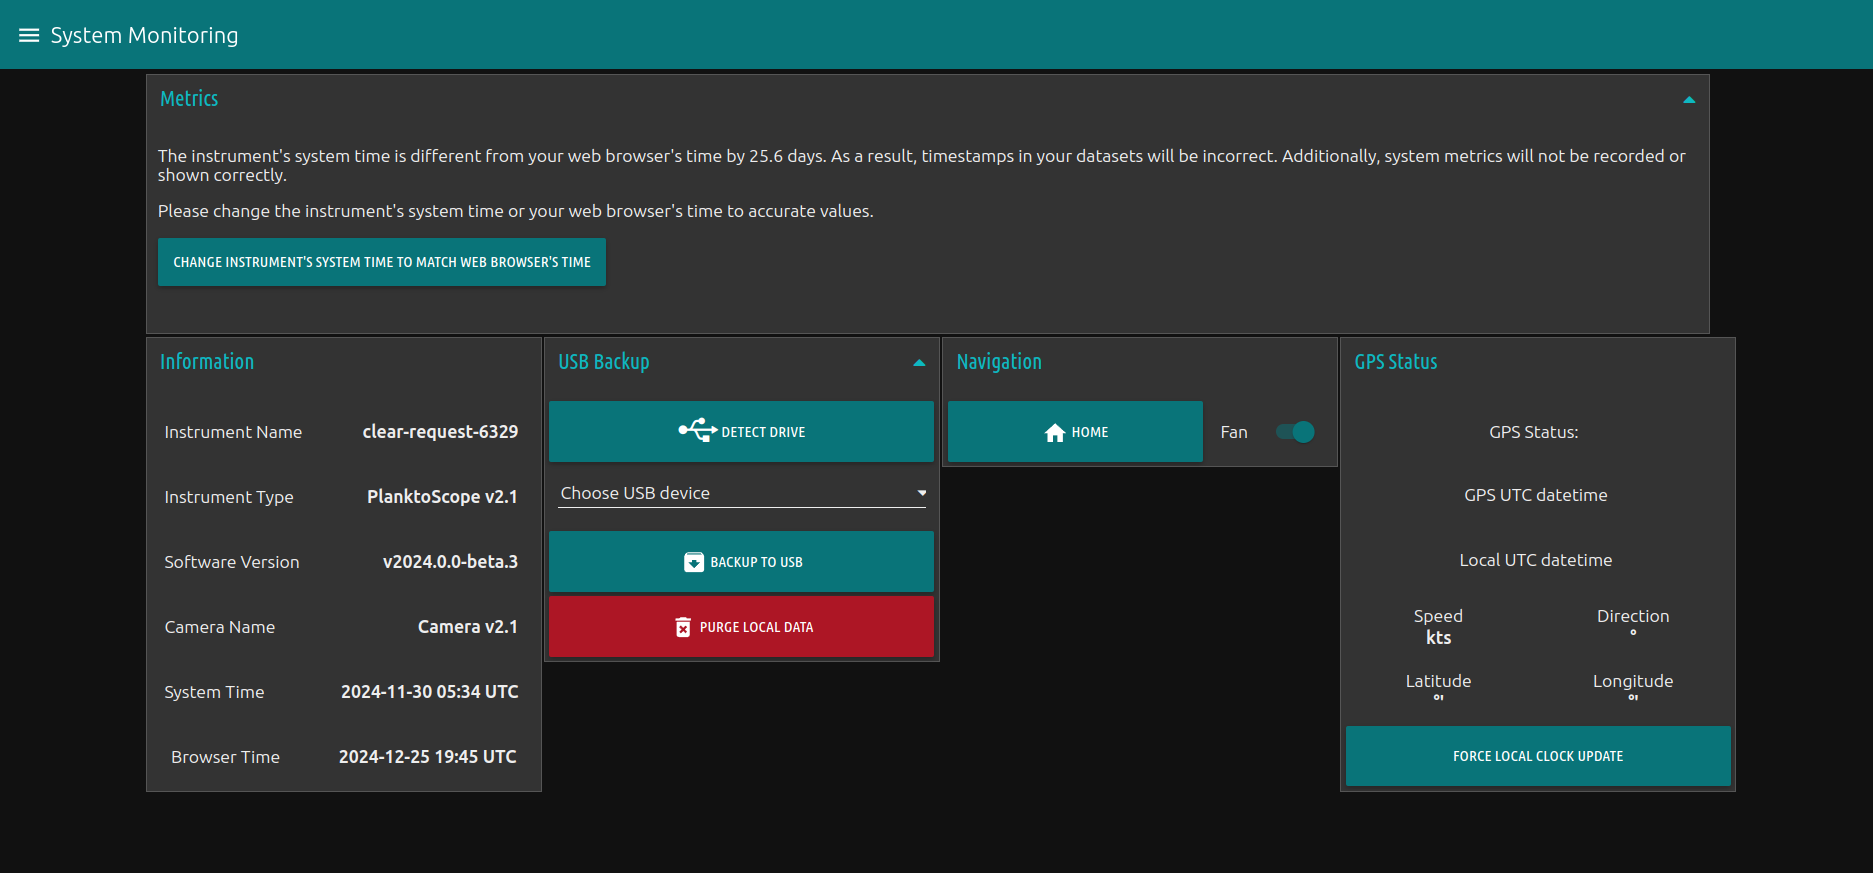 System Monitoring
Metrics
The instrument's system time is different from your web browser's time by 25.6 days. As a result, timestamps in your datasets will be incorrect. Additionally, system metrics will not be recorded or
shown correctly.
Please change the instrument's system time or your web browser's time to accurate values.
CHANGE INSTRUMENT'S SYSTEM TIME TO MATCH WEB BROWSER'S TIME
Information
Instrument Name clear-request-6329
Instrument Type PlanktoScope v2.1
Software Version v2024.0.0-beta.3
Camera Name Camera v2.1
System Time 2024-11-30 05:34 UTC
Browser Time 2024-12-25 19:45 UTC
USB Backup
DETECT DRIVE
Choose USB device
BACKUP TO USB
PURGE LOCAL DATA
Navigation
HOME Fan
GPS Status
GPS Status:
GPS UTC datetime
Local UTC datetime
Speed Direction
kts °
Latitude Longitude
°' °'
FORCE LOCAL CLOCK UPDATE